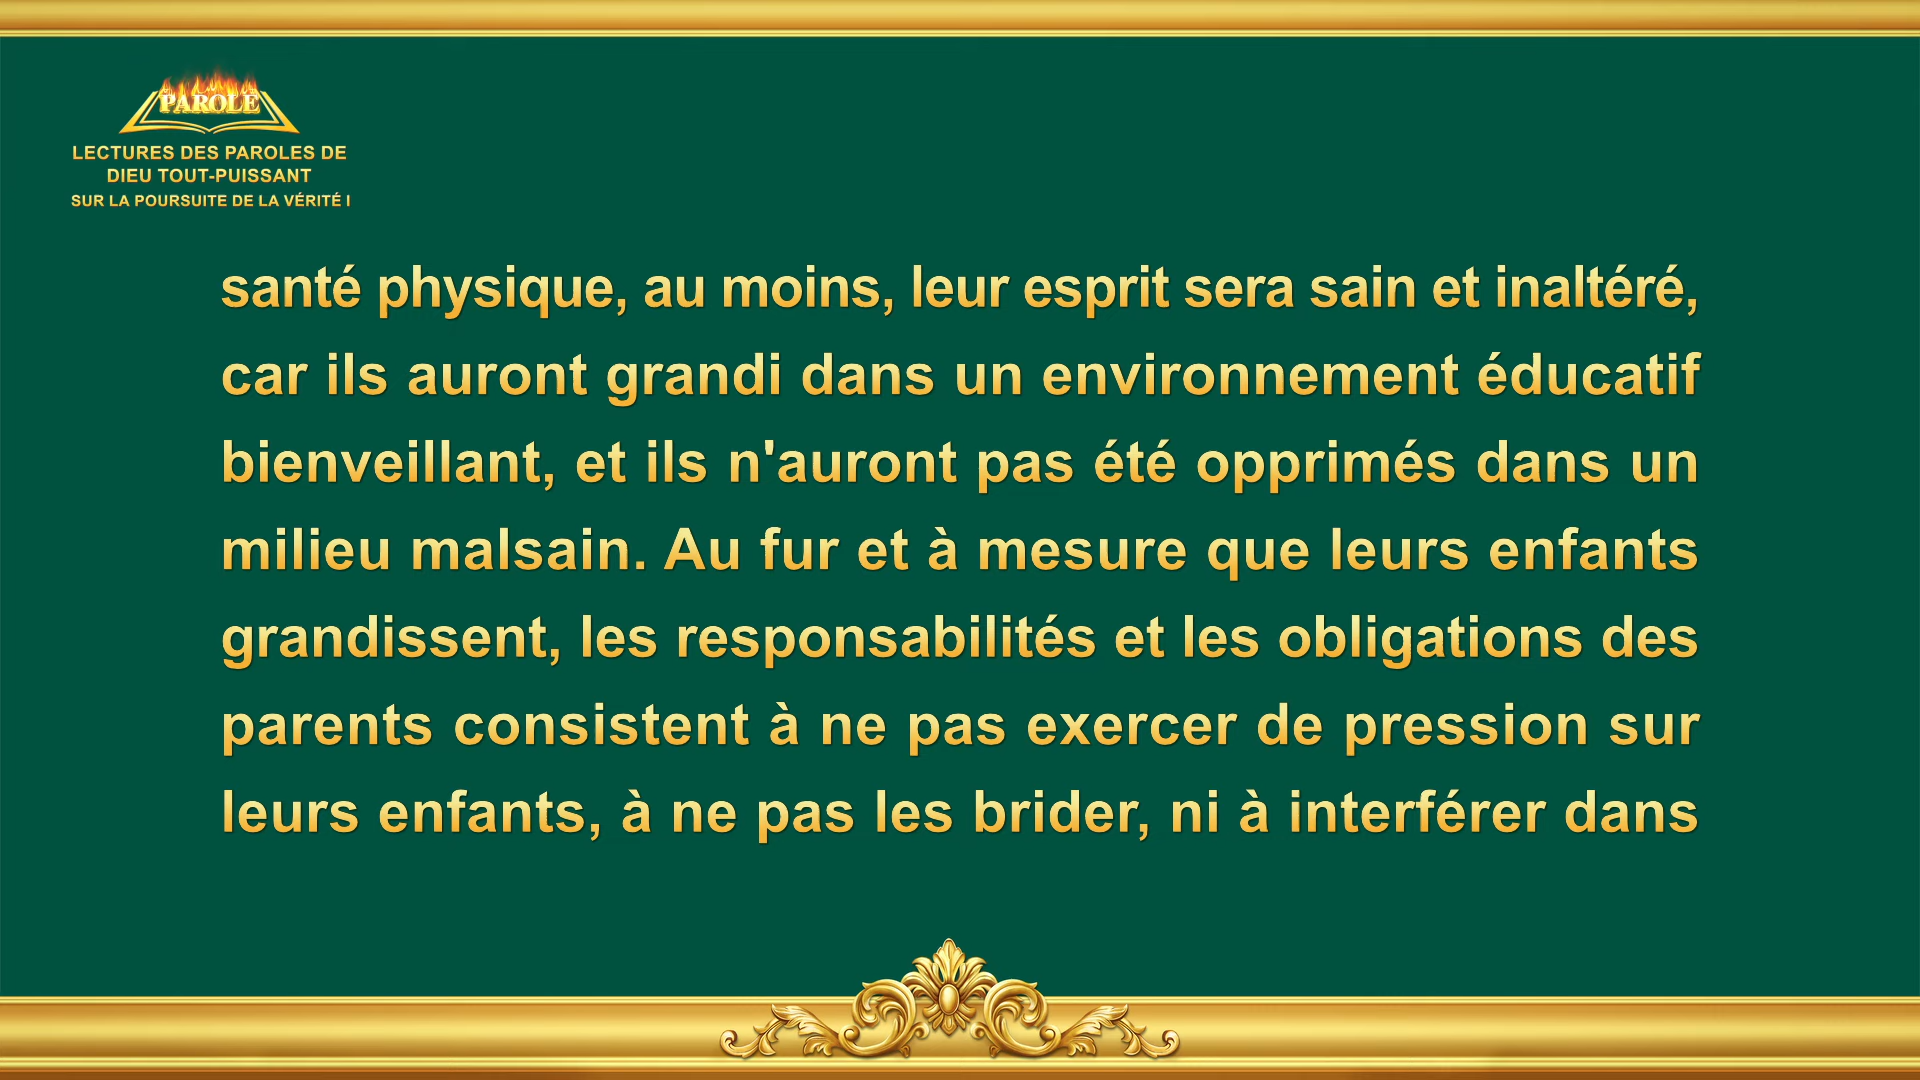 PAROLE
LECTURES DES PAROLES DE
DIEU TOUT-PUISSANT
SUR LA POURSUITE DE LA VÉRITÉ I
santé physique, au moins, leur esprit sera sain et inaltéré,
car ils auront grandi dans un environnement éducatif
bienveillant, et ils n'auront pas été opprimés dans un
milieu malsain. Au fur et à mesure que leurs enfants
grandissent, les responsabilités et les obligations des
parents consistent à ne pas exercer de pression sur
leurs enfants, à ne pas les brider, ni à interférer dans